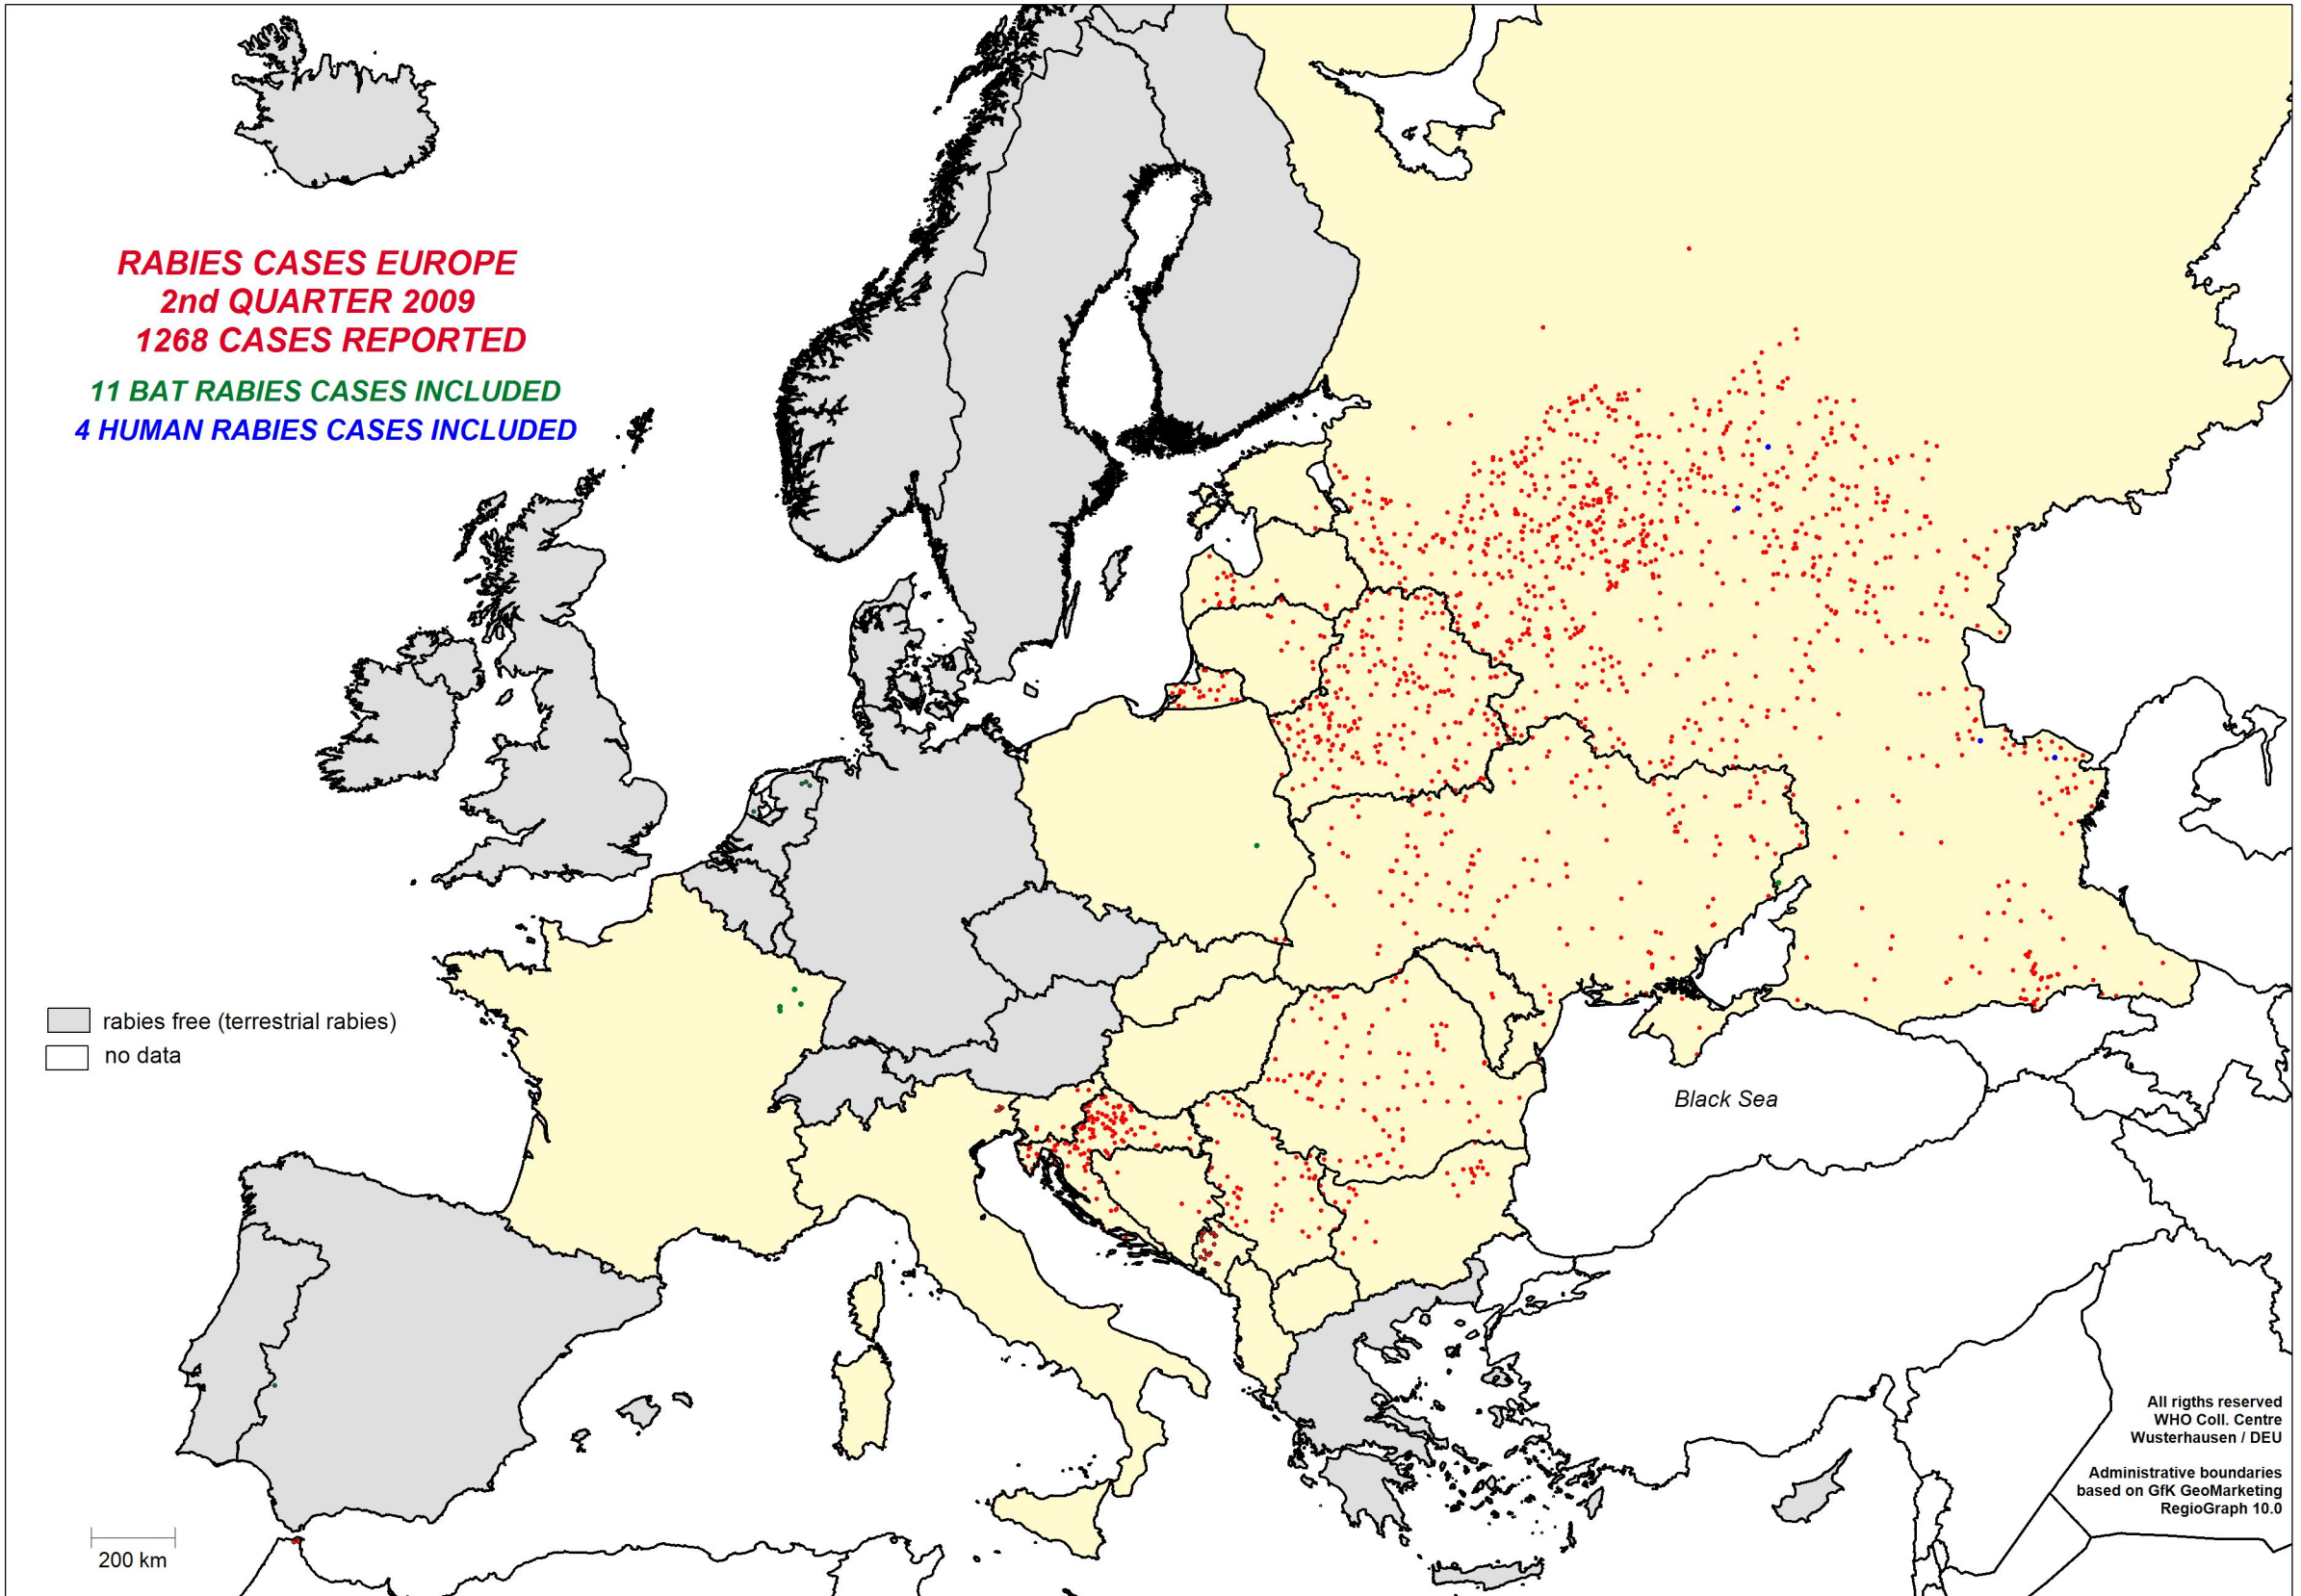 RABIES CASES EUROPE
2nd QUARTER 2009
1268 CASES REPORTED
11 BAT RABIES CASES INCLUDED
4 HUMAN RABIES CASES INCLUDED
rabies free (terrestrial rabies)
no data
Black Sea
All rigths reserved
WHO Coll. Centre
Wusterhausen / DEU
Administrative boundaries
based on GfK GeoMarketing
RegioGraph 10.0
200 km